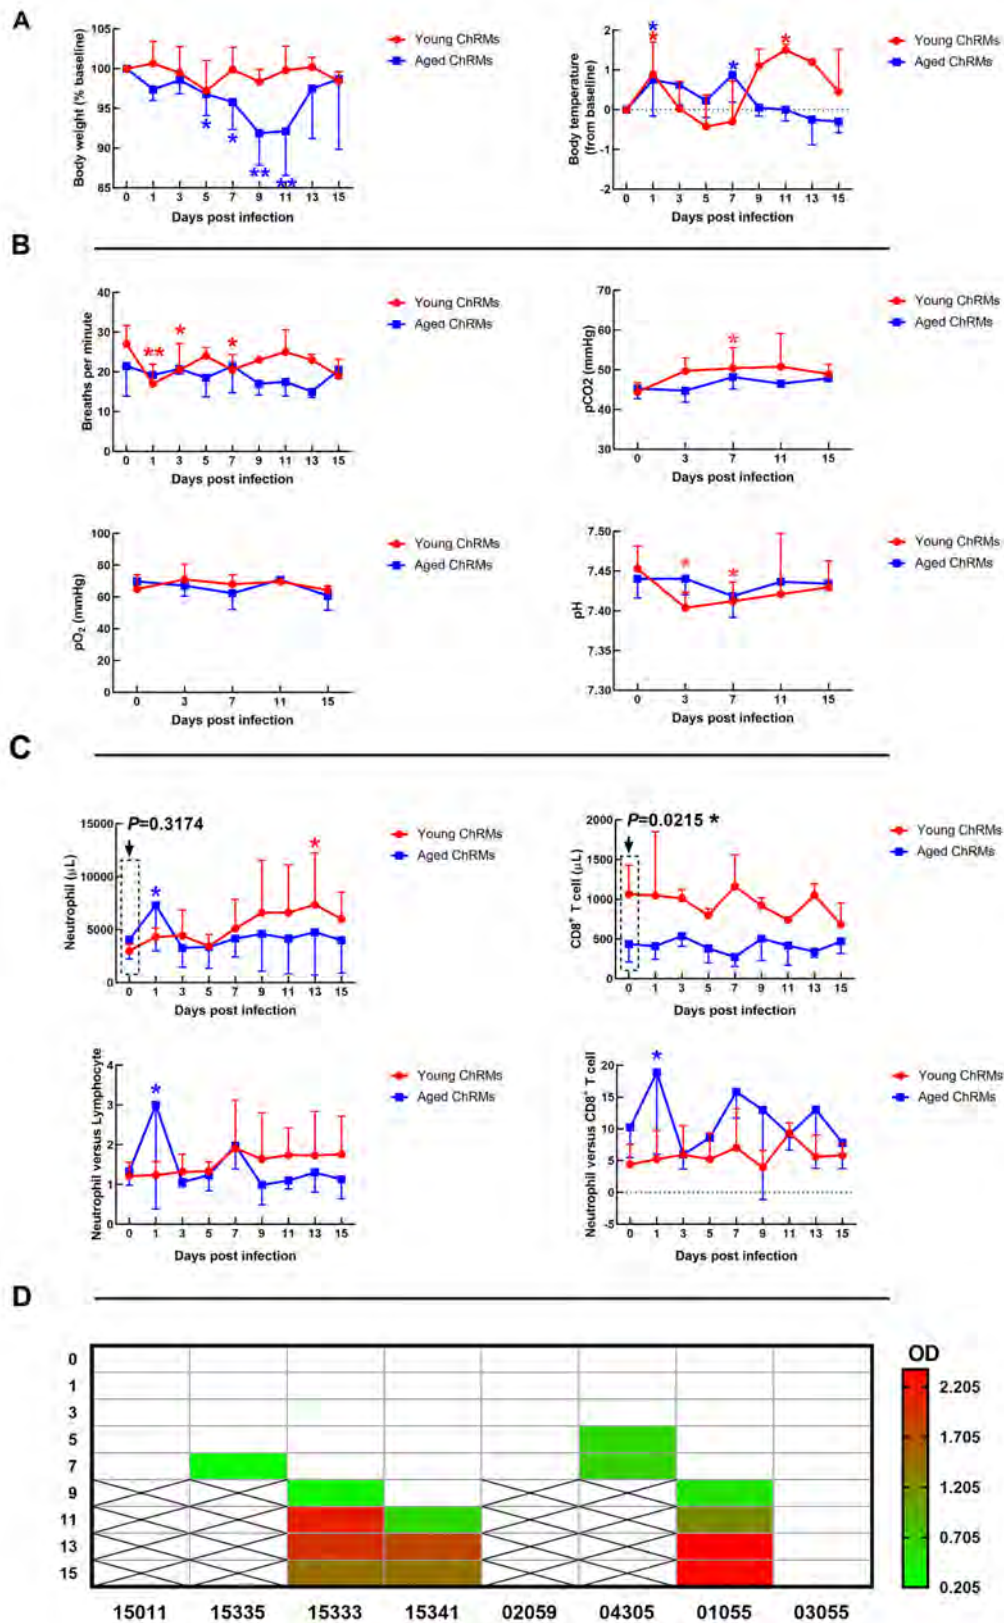 A
Body weight (% baseline)
105
100
95
90
85
* * ** **
0 1 3 5 7 9 11 13 15
Days post infection
Young ChRMs
Aged ChRMs
Body temperature
(from baseline)
2
1
0
-1
-2
* * * *
0 1 3 5 7 9 11 13 15
Days post infection
Young ChRMs
Aged ChRMs
B
Breaths per minute
40
30
20
10
0
** * *
0 1 3 5 7 9 11 13 15
Days post infection
Young ChRMs
Aged ChRMs
pCO2 (mmHg)
70
60
50
40
30
*
0 3 7 11 15
Days post infection
Young ChRMs
Aged ChRMs
pO₂ (mmHg)
100
80
60
40
20
0
0 3 7 11 15
Days post infection
Young ChRMs
Aged ChRMs
pH
7.50
7.45
7.40
7.35
7.30
* *
0 3 7 11 15
Days post infection
Young ChRMs
Aged ChRMs
C
Neutrophil (μL)
15000
10000
5000
0
P=0.3174
* *
0 1 3 5 7 9 11 13 15
Days post infection
Young ChRMs
Aged ChRMs
CD8⁺ T cell (μL)
2000
1500
1000
500
0
P=0.0215 *
0 1 3 5 7 9 11 13 15
Days post infection
Young ChRMs
Aged ChRMs
Neutrophil versus Lymphocyte
4
3
2
1
0
*
0 1 3 5 7 9 11 13 15
Days post infection
Young ChRMs
Aged ChRMs
Neutrophil versus CD8⁺ T cell
20
15
10
5
0
-5
*
0 1 3 5 7 9 11 13 15
Days post infection
Young ChRMs
Aged ChRMs
D
0
1
3
5
7
9
11
13
15
15011 15335 15333 15341 02059 04305 01055 03055
OD
2.205
1.705
1.205
0.705
0.205